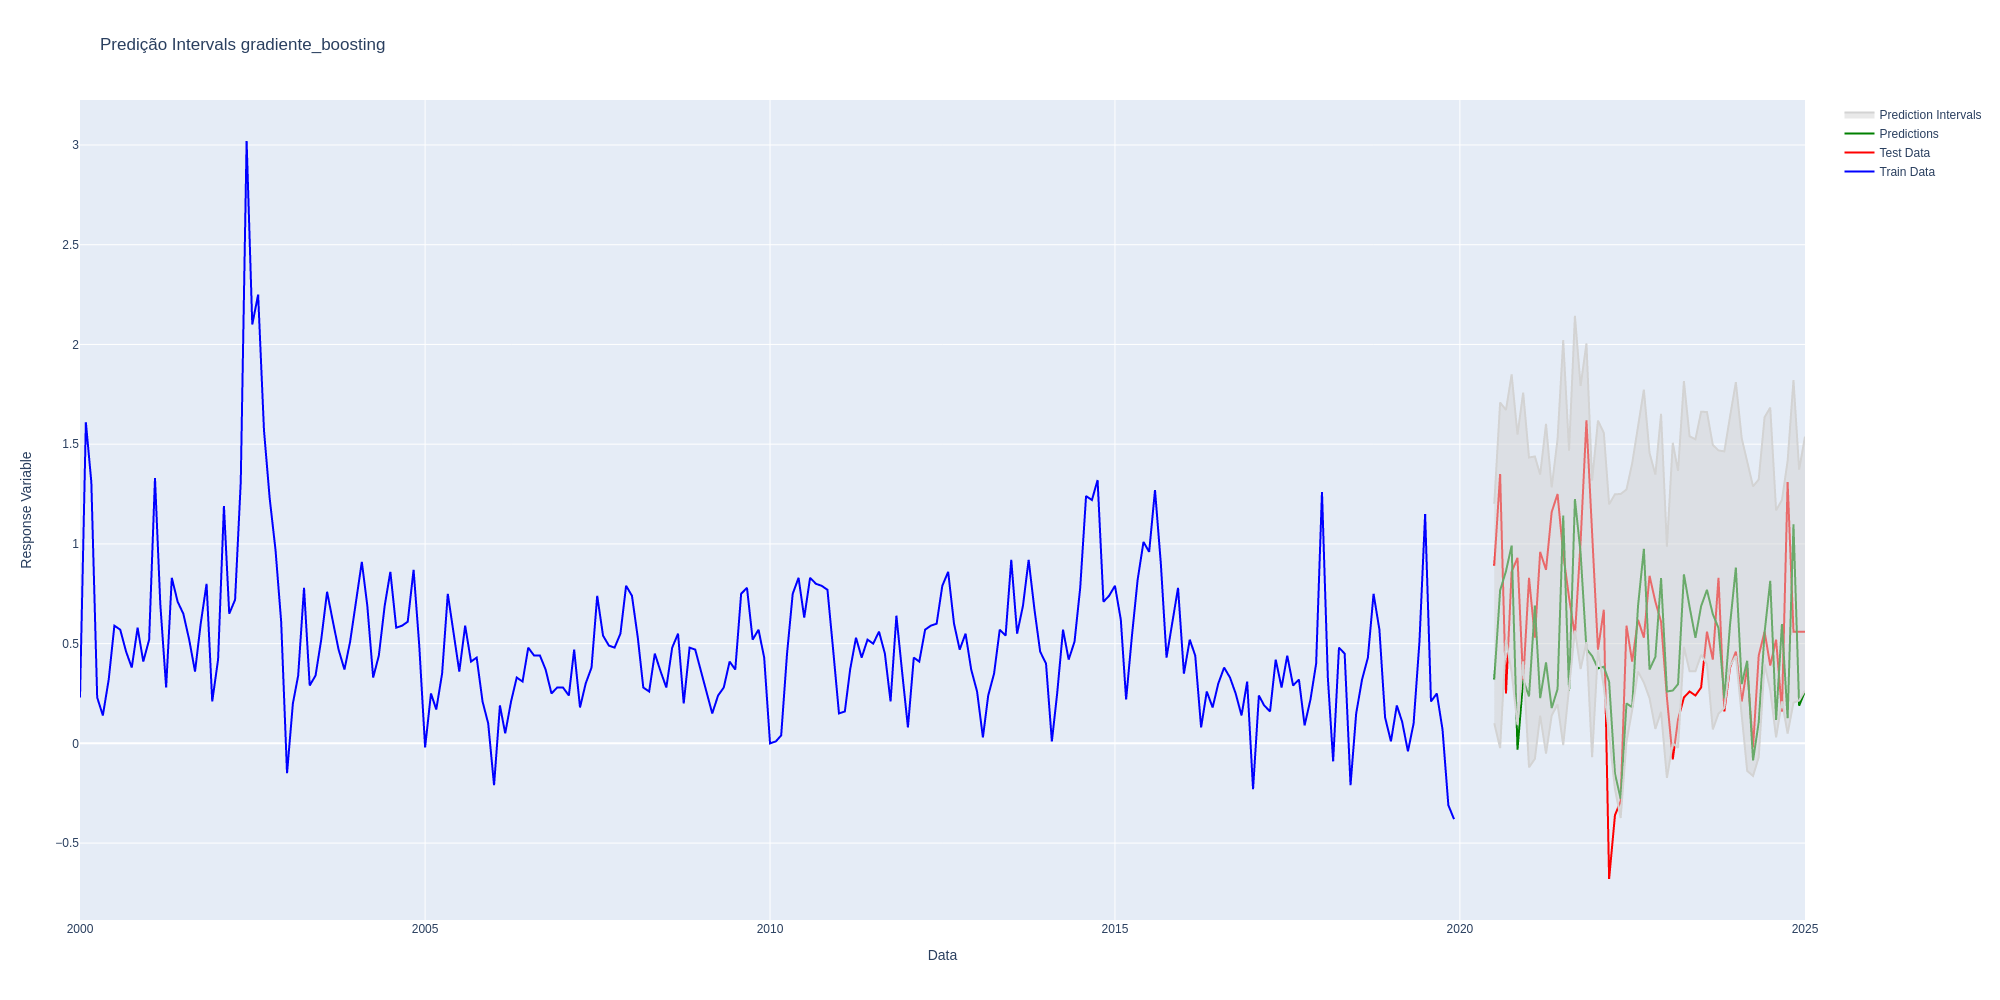 Predição Intervals gradiente_boosting
Prediction Intervals
Predictions
Test Data
Train Data
Response Variable
3
2.5
2
1.5
1
0.5
0
−0.5
2000
2005
2010
2015
2020
2025
Data